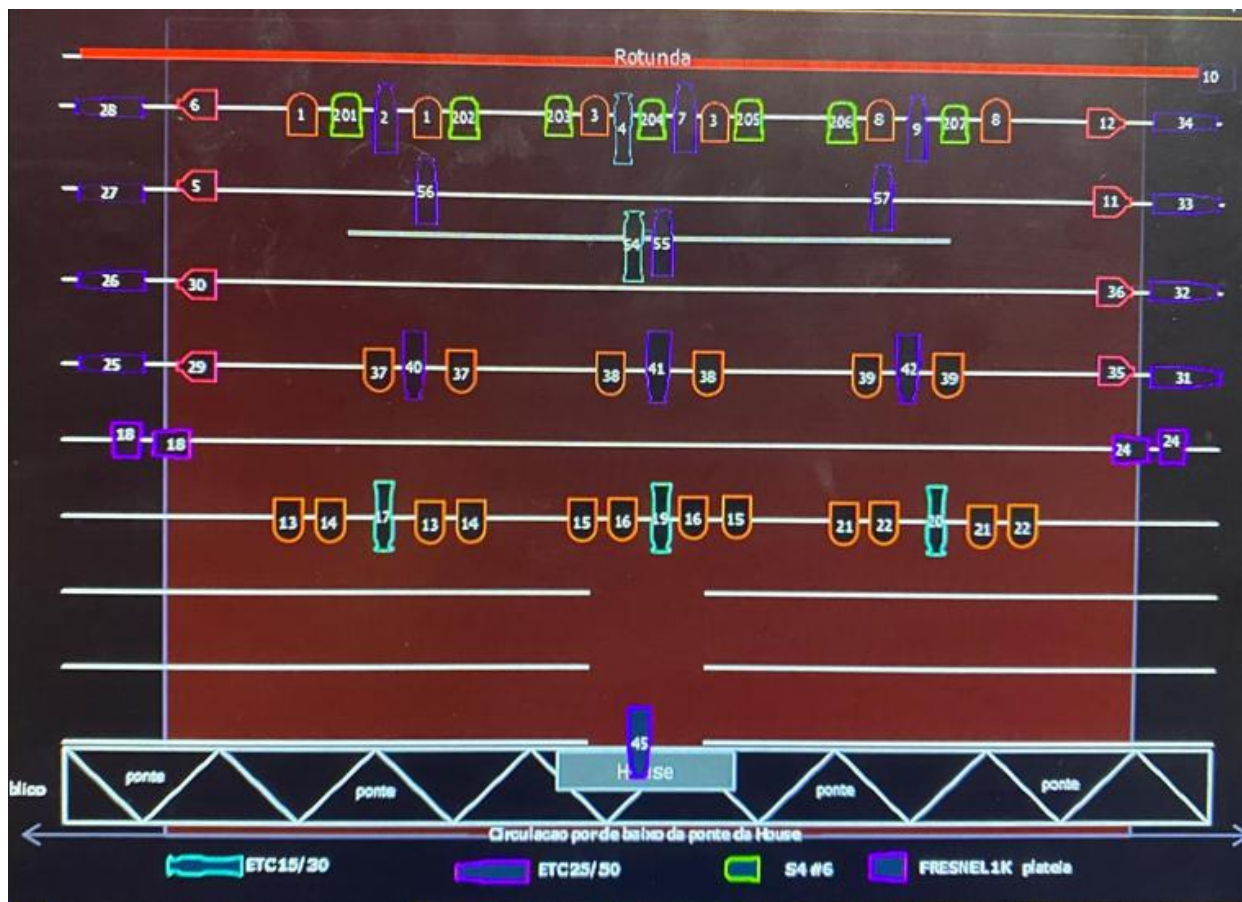 Rotunda
10
28 6 1 201 2 1 202 203 3 4 204 7 3 205 206 8 9 207 8 12 34
27 5 56 57 11 33
54 55
26 30 36 32
25 29 37 40 37 38 41 38 39 42 39 35 31
18 18 24 24
13 14 17 13 14 15 16 19 16 15 21 22 20 21 22
45
House
ponte ponte ponte ponte
blico
Circulacao por de baixo da ponte da House
ETC15/30 ETC25/50 S4 #6 FRESNEL1K plateia